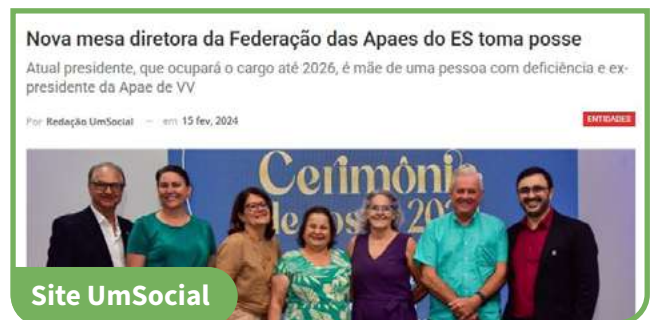 Nova mesa diretora da Federação das Apaes do ES toma posse
Atual presidente, que ocupará o cargo até 2026, é mãe de uma pessoa com deficiência e ex-
presidente da Apae de VV
Por Redação UmSocial — em 15 fev, 2024
ENTIDADES
Cerimônia
de posse 202
Site UmSocial